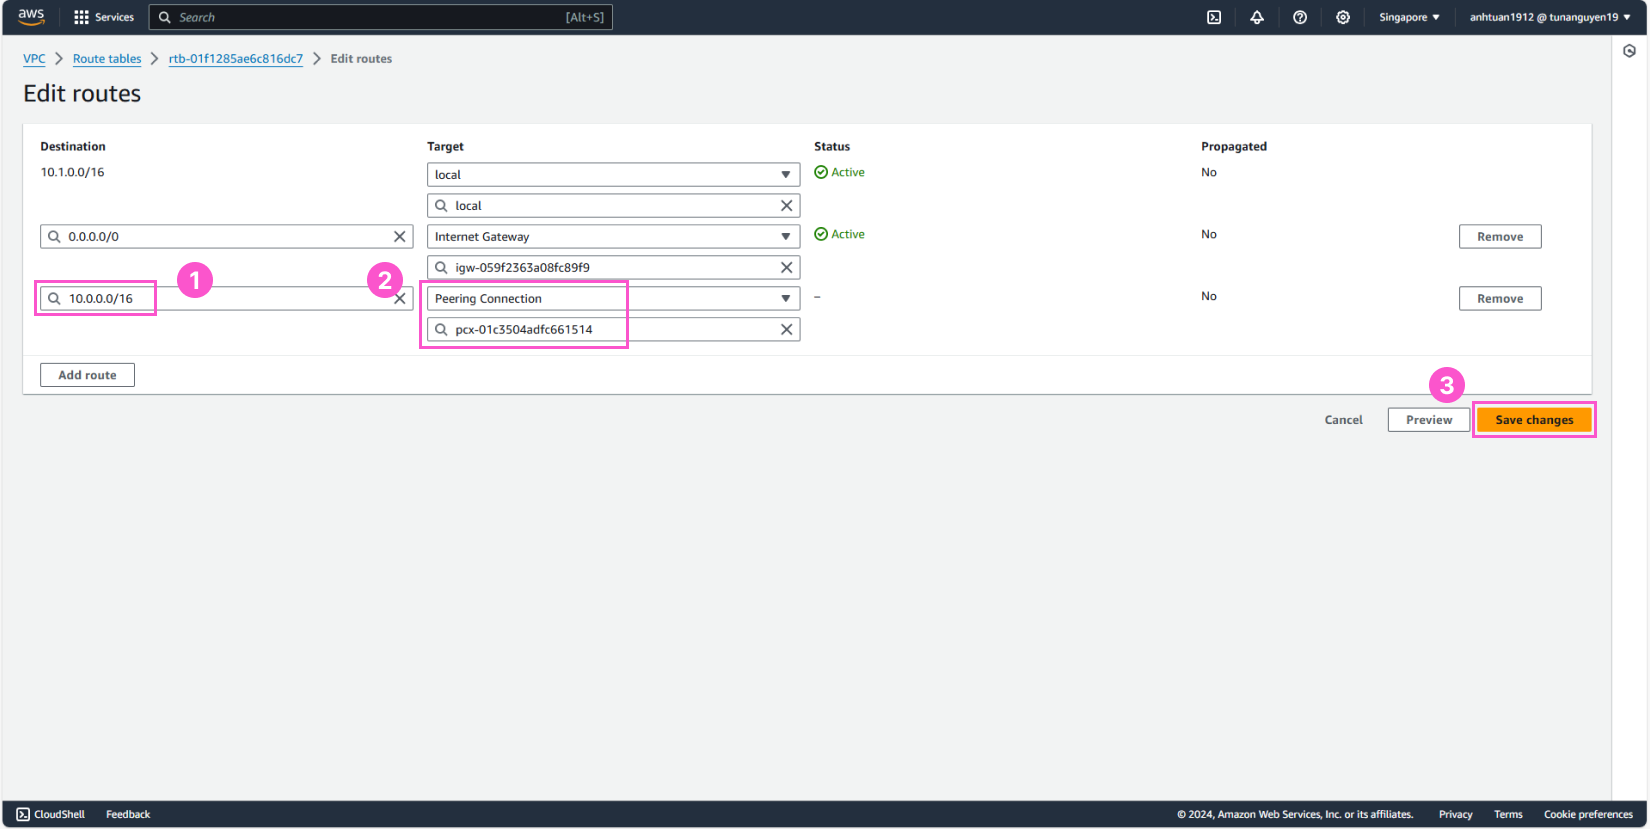 aws Services Search [Alt+S] Singapore anhtuan1912 @ tunanguyen19
VPC Route tables rtb-01f1285ae6c816dc7 Edit routes
Edit routes
Destination Target Status Propagated
10.1.0.0/16 local Active No
local
0.0.0.0/0 Internet Gateway Active No Remove
igw-059f2363a08fc89f9
1 2
10.0.0.0/16 Peering Connection – No Remove
pcx-01c3504adfc661514
Add route
3
Cancel Preview Save changes
CloudShell Feedback © 2024, Amazon Web Services, Inc. or its affiliates. Privacy Terms Cookie preferences